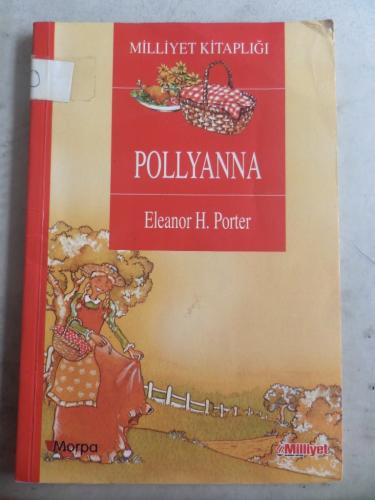 MİLLİYET KİTAPLIĞI
POLLYANNA
Eleanor H. Porter
Morpa
Milliyet